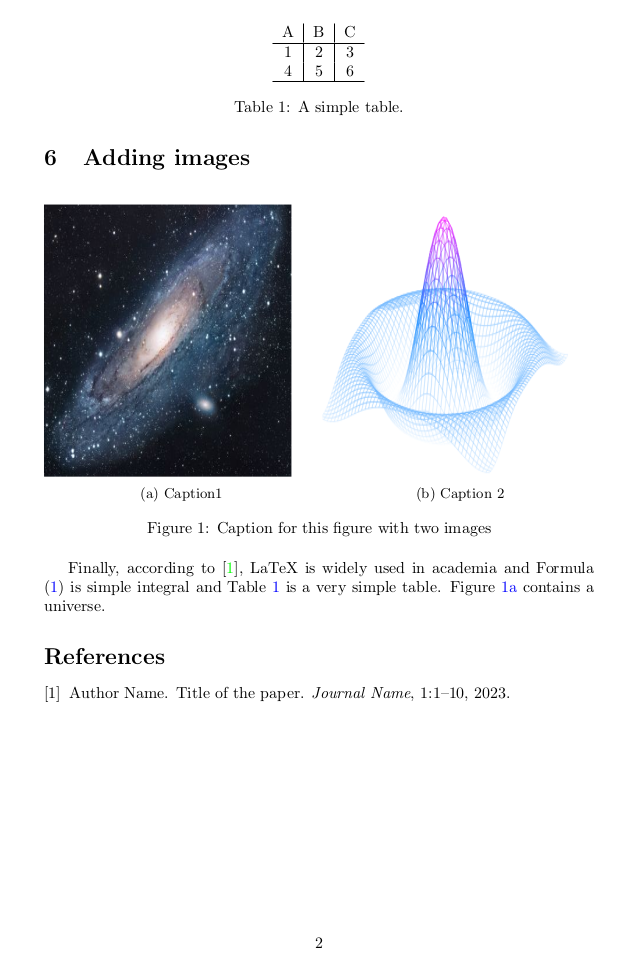 A B C
1 2 3
4 5 6
Table 1: A simple table.
6 Adding images
(a) Caption1
(b) Caption 2
Figure 1: Caption for this figure with two images
Finally, according to [1], LaTeX is widely used in academia and Formula
(1) is simple integral and Table 1 is a very simple table. Figure 1a contains a
universe.
References
[1] Author Name. Title of the paper. Journal Name, 1:1–10, 2023.
2